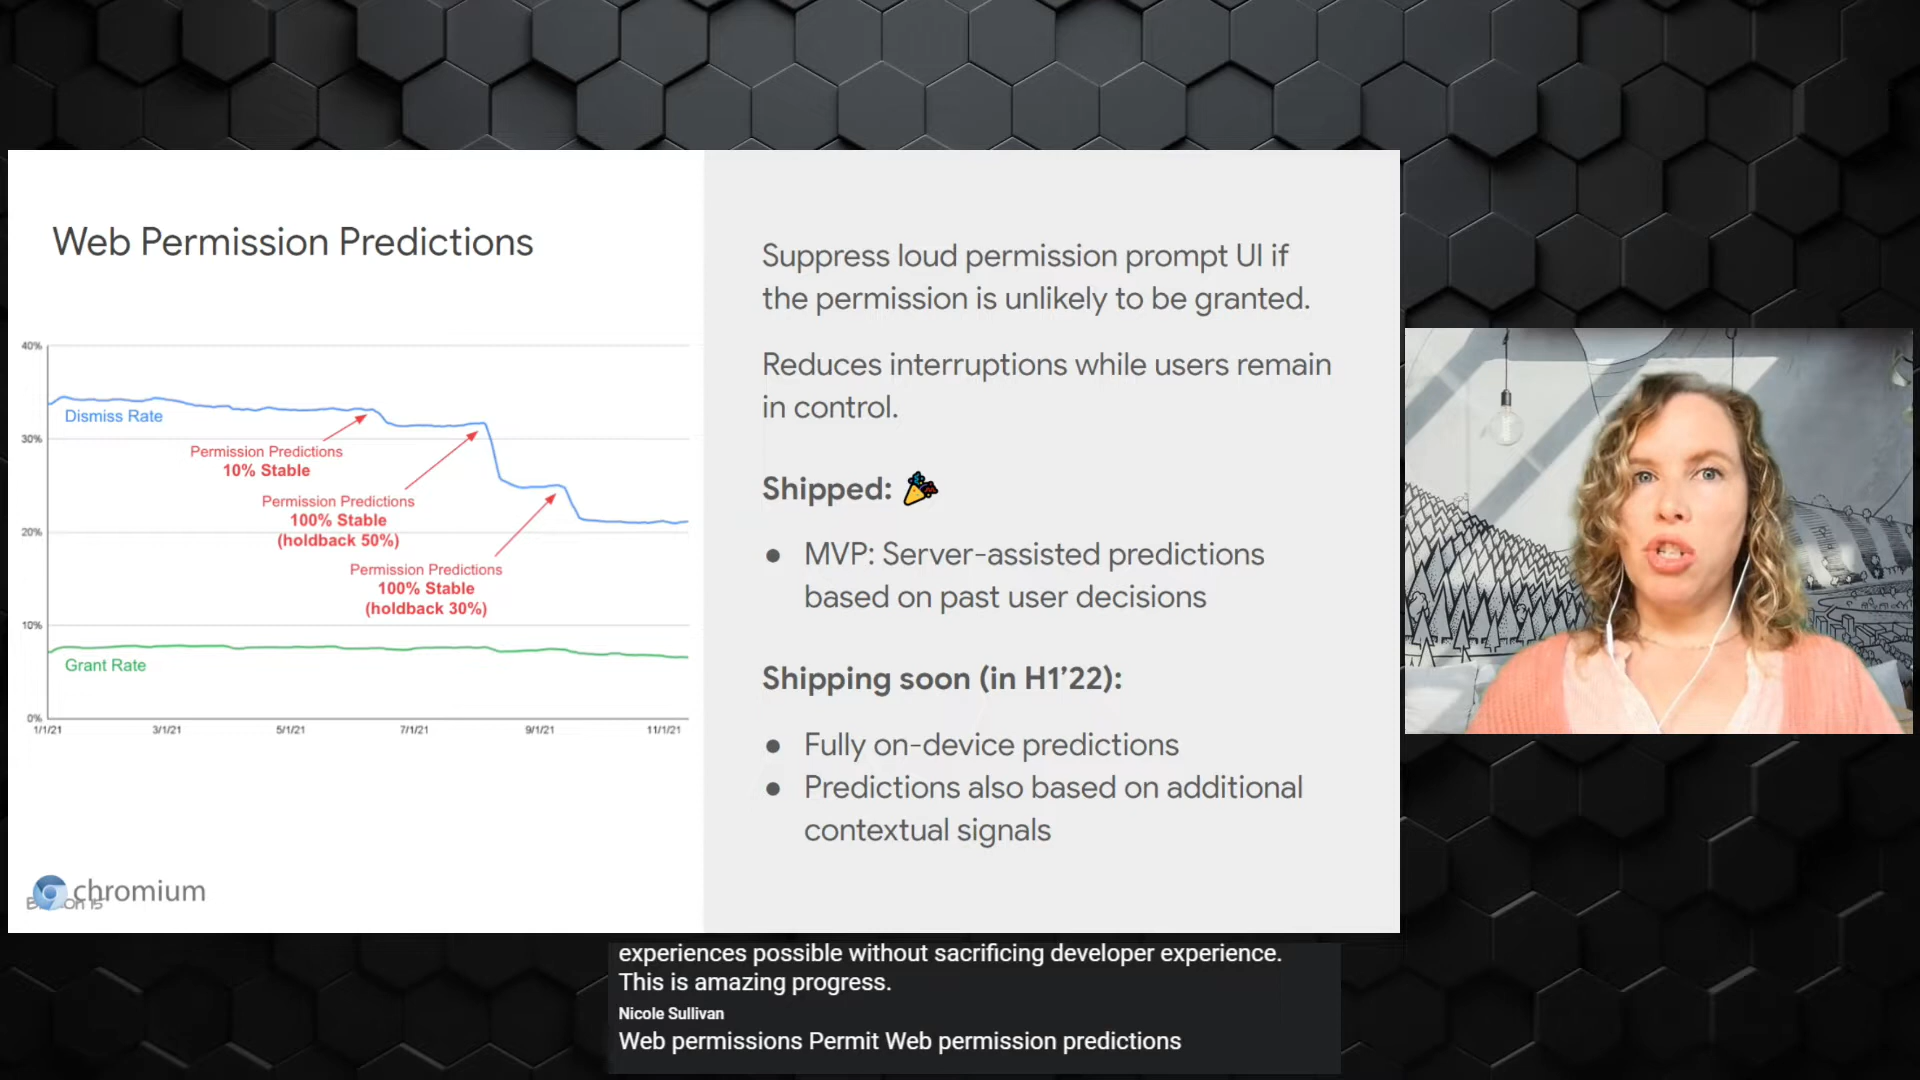 Web Permission Predictions
40%
30%
20%
10%
0%
Dismiss Rate
Permission Predictions
10% Stable
Permission Predictions
100% Stable
(holdback 50%)
Permission Predictions
100% Stable
(holdback 30%)
Grant Rate
1/1/21
3/1/21
5/1/21
7/1/21
9/1/21
11/1/21
chromium
Suppress loud permission prompt UI if
the permission is unlikely to be granted.
Reduces interruptions while users remain
in control.
Shipped:
● MVP: Server-assisted predictions
based on past user decisions
Shipping soon (in H1’22):
● Fully on-device predictions
● Predictions also based on additional
contextual signals
experiences possible without sacrificing developer experience.
This is amazing progress.
Nicole Sullivan
Web permissions Permit Web permission predictions